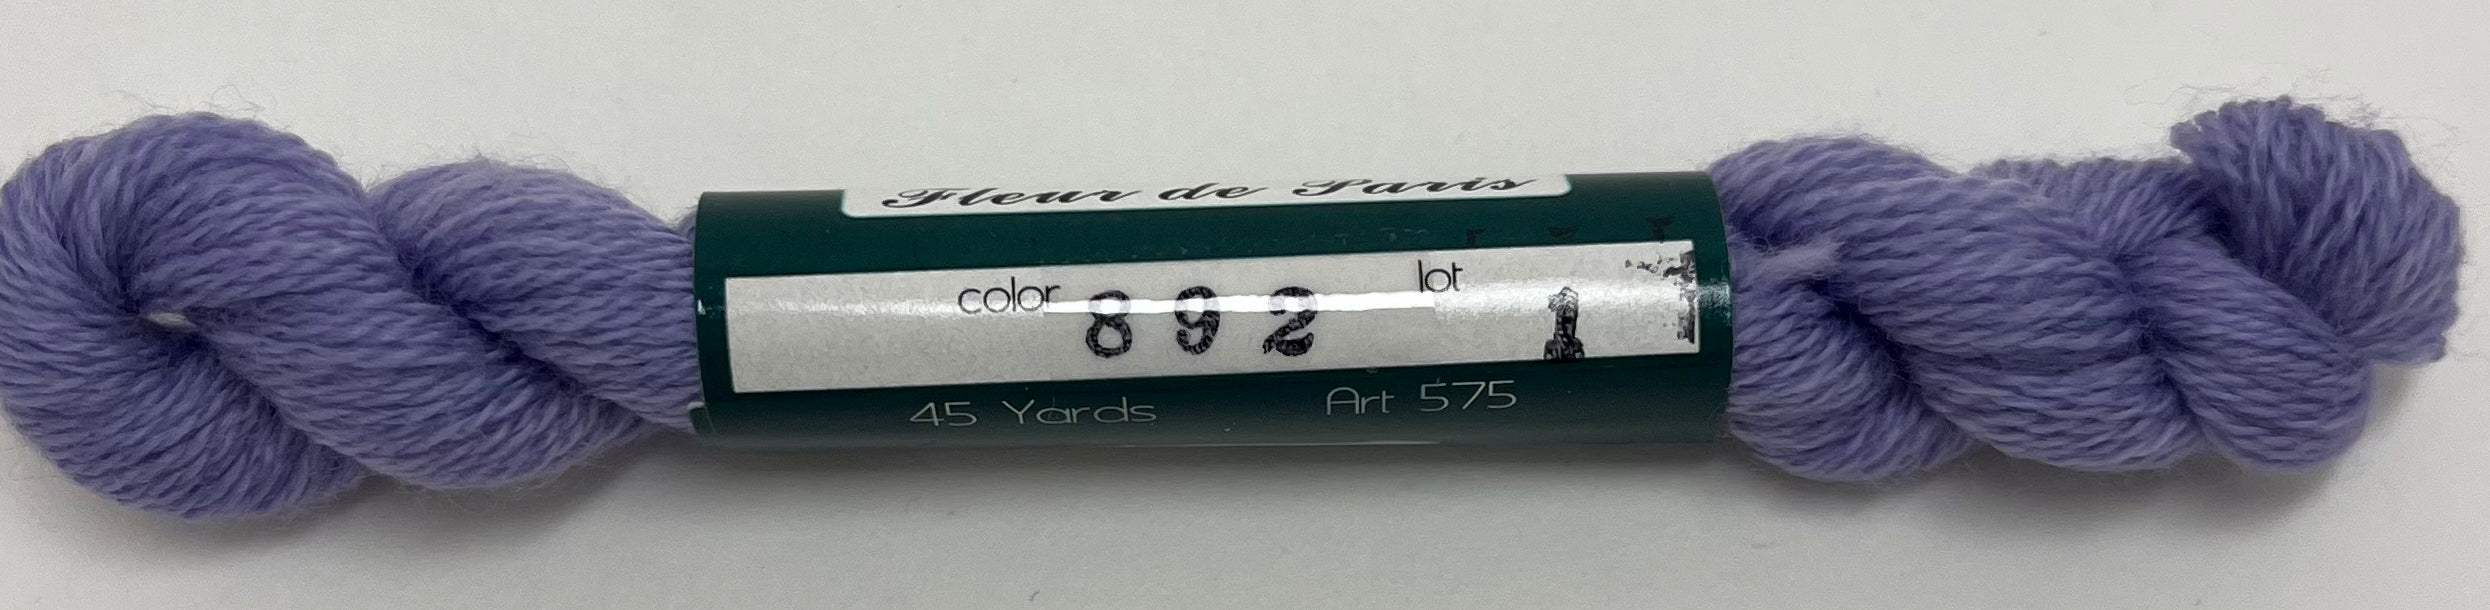 Fleur de Paris
color 892 lot 1
45 Yards Art 575